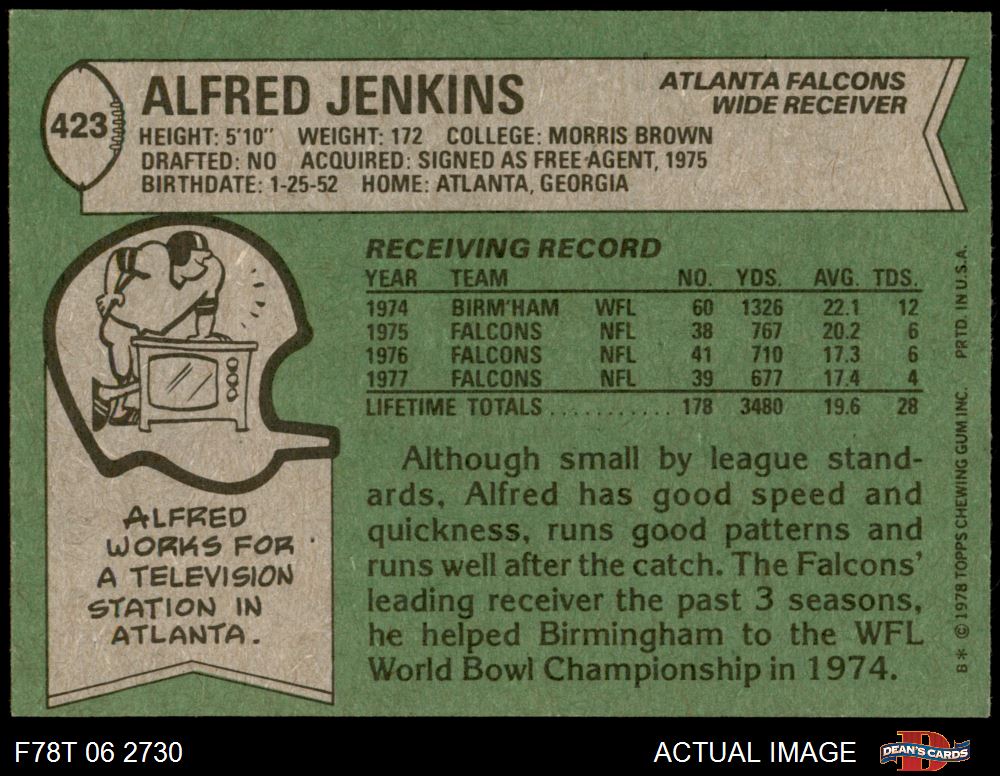 423
ALFRED JENKINS
ATLANTA FALCONS
WIDE RECEIVER
HEIGHT: 5'10" WEIGHT: 172 COLLEGE: MORRIS BROWN
DRAFTED: NO ACQUIRED: SIGNED AS FREE AGENT, 1975
BIRTHDATE: 1-25-52 HOME: ATLANTA, GEORGIA
RECEIVING RECORD
YEAR TEAM NO. YDS. AVG. TDS.
1974 BIRM'HAM WFL 60 1326 22.1 12
1975 FALCONS NFL 38 767 20.2 6
1976 FALCONS NFL 41 710 17.3 6
1977 FALCONS NFL 39 677 17.4 4
LIFETIME TOTALS ........... 178 3480 19.6 28
Although small by league stand-
ards, Alfred has good speed and
quickness, runs good patterns and
runs well after the catch. The Falcons'
leading receiver the past 3 seasons,
he helped Birmingham to the WFL
World Bowl Championship in 1974.
ALFRED
WORKS FOR
A TELEVISION
STATION IN
ATLANTA.
B* © 1978 TOPPS CHEWING GUM INC. PRTD. IN U.S.A.
F78T 06 2730
ACTUAL IMAGE
DEAN'S CARDS